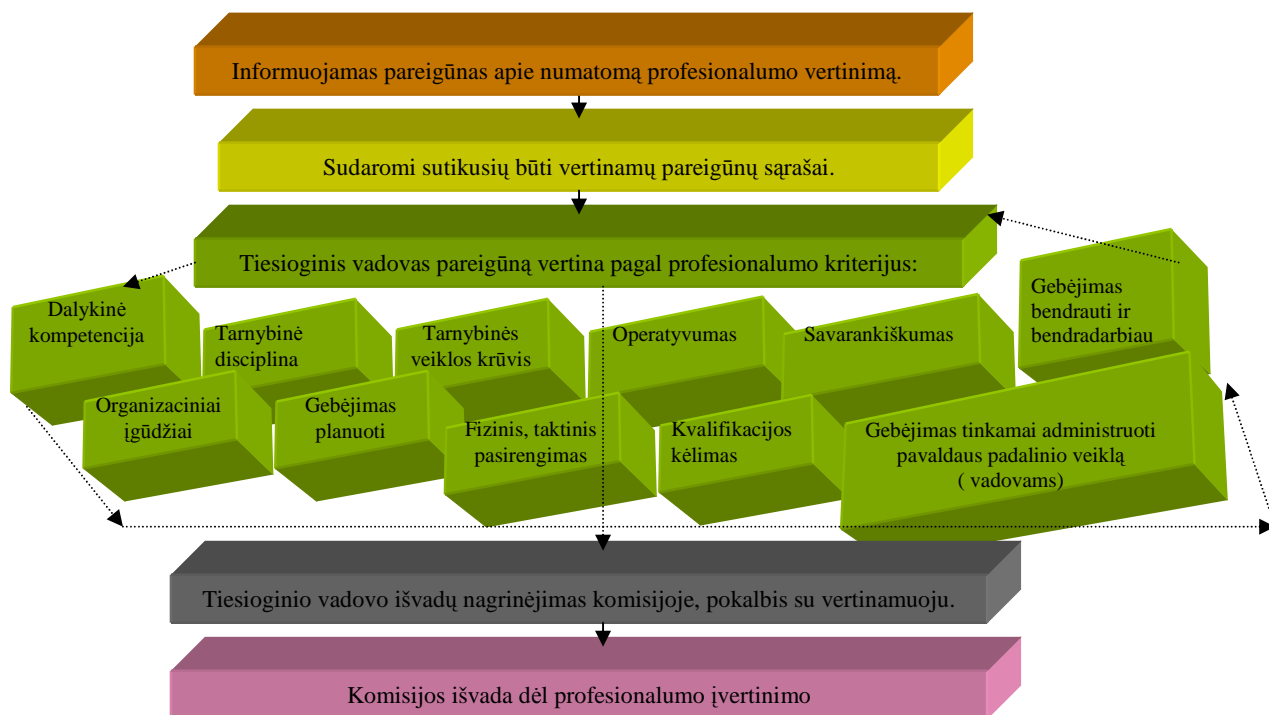 Informuojamas pareigūnas apie numatomą profesionalumo vertinimą.
Sudaromi sutikusių būti vertinamų pareigūnų sąrašai.
Tiesioginis vadovas pareigūną vertina pagal profesionalumo kriterijus:
Dalykinė
kompetencija
Tarnybinė
disciplina
Tarnybinės
veiklos krūvis
Operatyvumas
Savarankiškumas
Gebėjimas
bendrauti ir
bendradarbiau
Organizaciniai
įgūdžiai
Gebėjimas
planuoti
Fizinis, taktinis
pasirengimas
Kvalifikacijos
kėlimas
Gebėjimas tinkamai administruoti
pavaldaus padalinio veiklą
( vadovams)
Tiesioginio vadovo išvadų nagrinėjimas komisijoje, pokalbis su vertinamuoju.
Komisijos išvada dėl profesionalumo įvertinimo